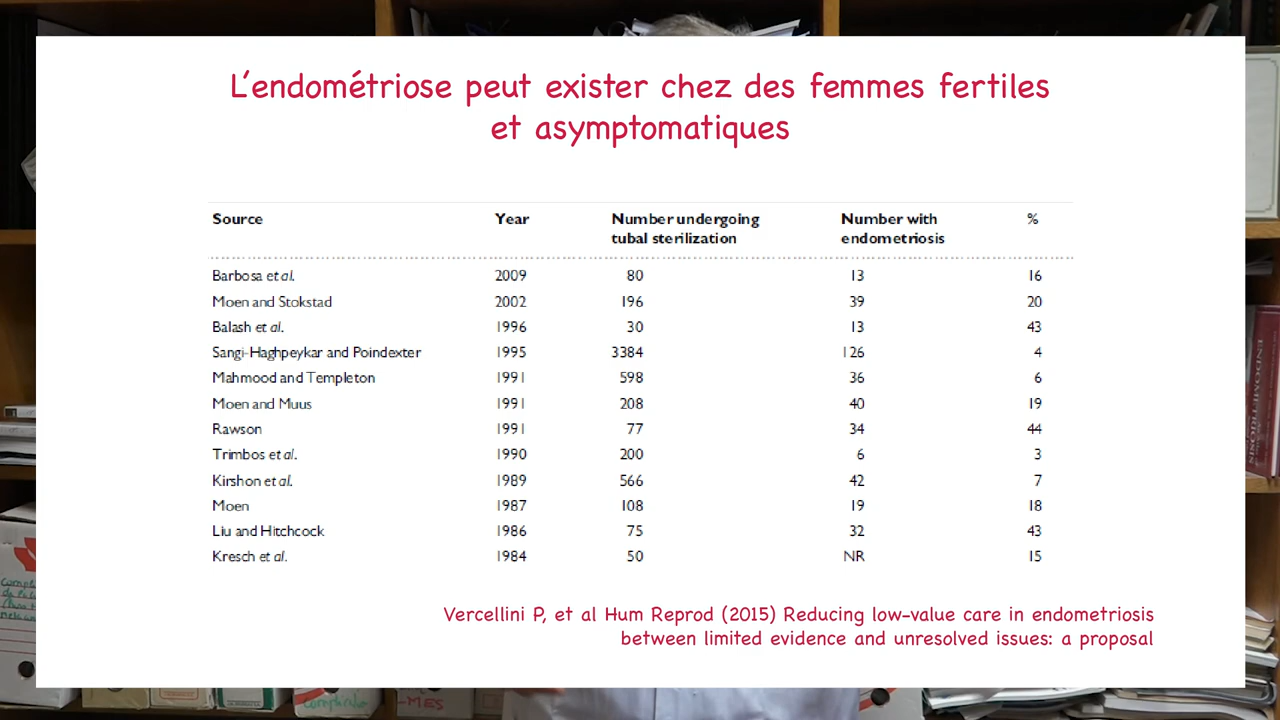 L'endométriose peut exister chez des femmes fertiles
et asymptomatiques
Source Year Number undergoing tubal sterilization Number with endometriosis %
Barbosa et al. 2009 80 13 16
Moen and Stokstad 2002 196 39 20
Balash et al. 1996 30 13 43
Sangi-Haghpeykar and Poindexter 1995 3384 126 4
Mahmood and Templeton 1991 598 36 6
Moen and Muus 1991 208 40 19
Rawson 1991 77 34 44
Trimbos et al. 1990 200 6 3
Kirshon et al. 1989 566 42 7
Moen 1987 108 19 18
Liu and Hitchcock 1986 75 32 43
Kresch et al. 1984 50 NR 15
Vercellini P, et al Hum Reprod (2015) Reducing low-value care in endometriosis
between limited evidence and unresolved issues: a proposal